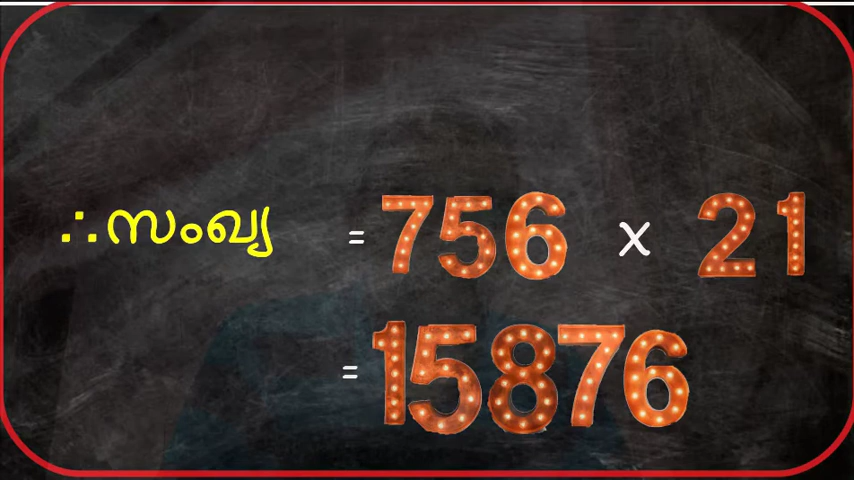 ∴സംഖ്യ = 756 x 21
= 15876